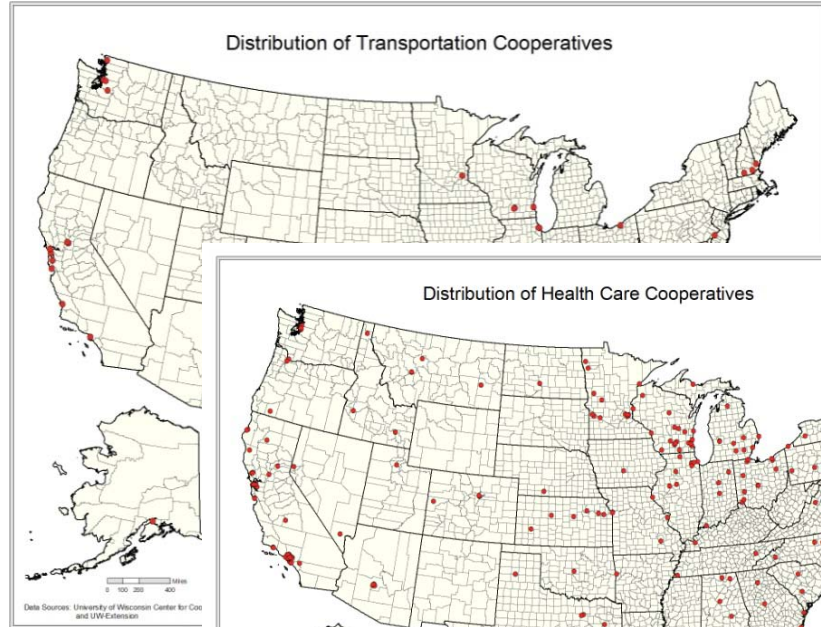 Distribution of Transportation Cooperatives
Distribution of Health Care Cooperatives
0 100 200 400 Miles
Data Sources: University of Wisconsin Center for Coo
and UW-Extension